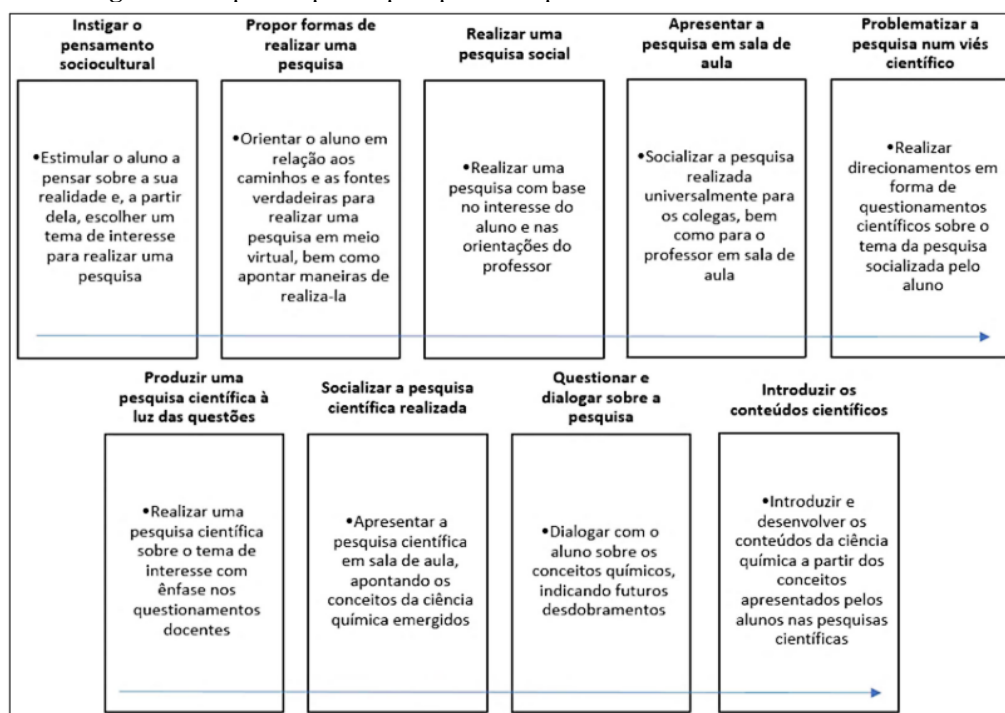 Instigar o
pensamento
sociocultural
•Estimular o aluno a
pensar sobre a sua
realidade e, a partir
dela, escolher um
tema de interesse
para realizar uma
pesquisa
Propor formas de
realizar uma
pesquisa
•Orientar o aluno em
relação aos
caminhos e as fontes
verdadeiras para
realizar uma
pesquisa em meio
virtual, bem como
apontar maneiras de
realiza-la
Realizar uma
pesquisa social
•Realizar uma
pesquisa com base
no interesse do
aluno e nas
orientações do
professor
Apresentar a
pesquisa em sala de
aula
•Socializar a pesquisa
realizada
universalmente para
os colegas, bem
como para o
professor em sala de
aula
Problematizar a
pesquisa num viés
científico
•Realizar
direcionamentos em
forma de
questionamentos
científicos sobre o
tema da pesquisa
socializada pelo
aluno
Produzir uma
pesquisa científica à
luz das questões
•Realizar uma
pesquisa científica
sobre o tema de
interesse com
ênfase nos
questionamentos
docentes
Socializar a pesquisa
científica realizada
•Apresentar a
pesquisa científica
em sala de aula,
apontando os
conceitos da ciência
química emergidos
Questionar e
dialogar sobre a
pesquisa
•Dialogar com o
aluno sobre os
conceitos químicos,
indicando futuros
desdobramentos
Introduzir os
conteúdos científicos
•Introduzir e
desenvolver os
conteúdos da ciência
química a partir dos
conceitos
apresentados pelos
alunos nas pesquisas
científicas